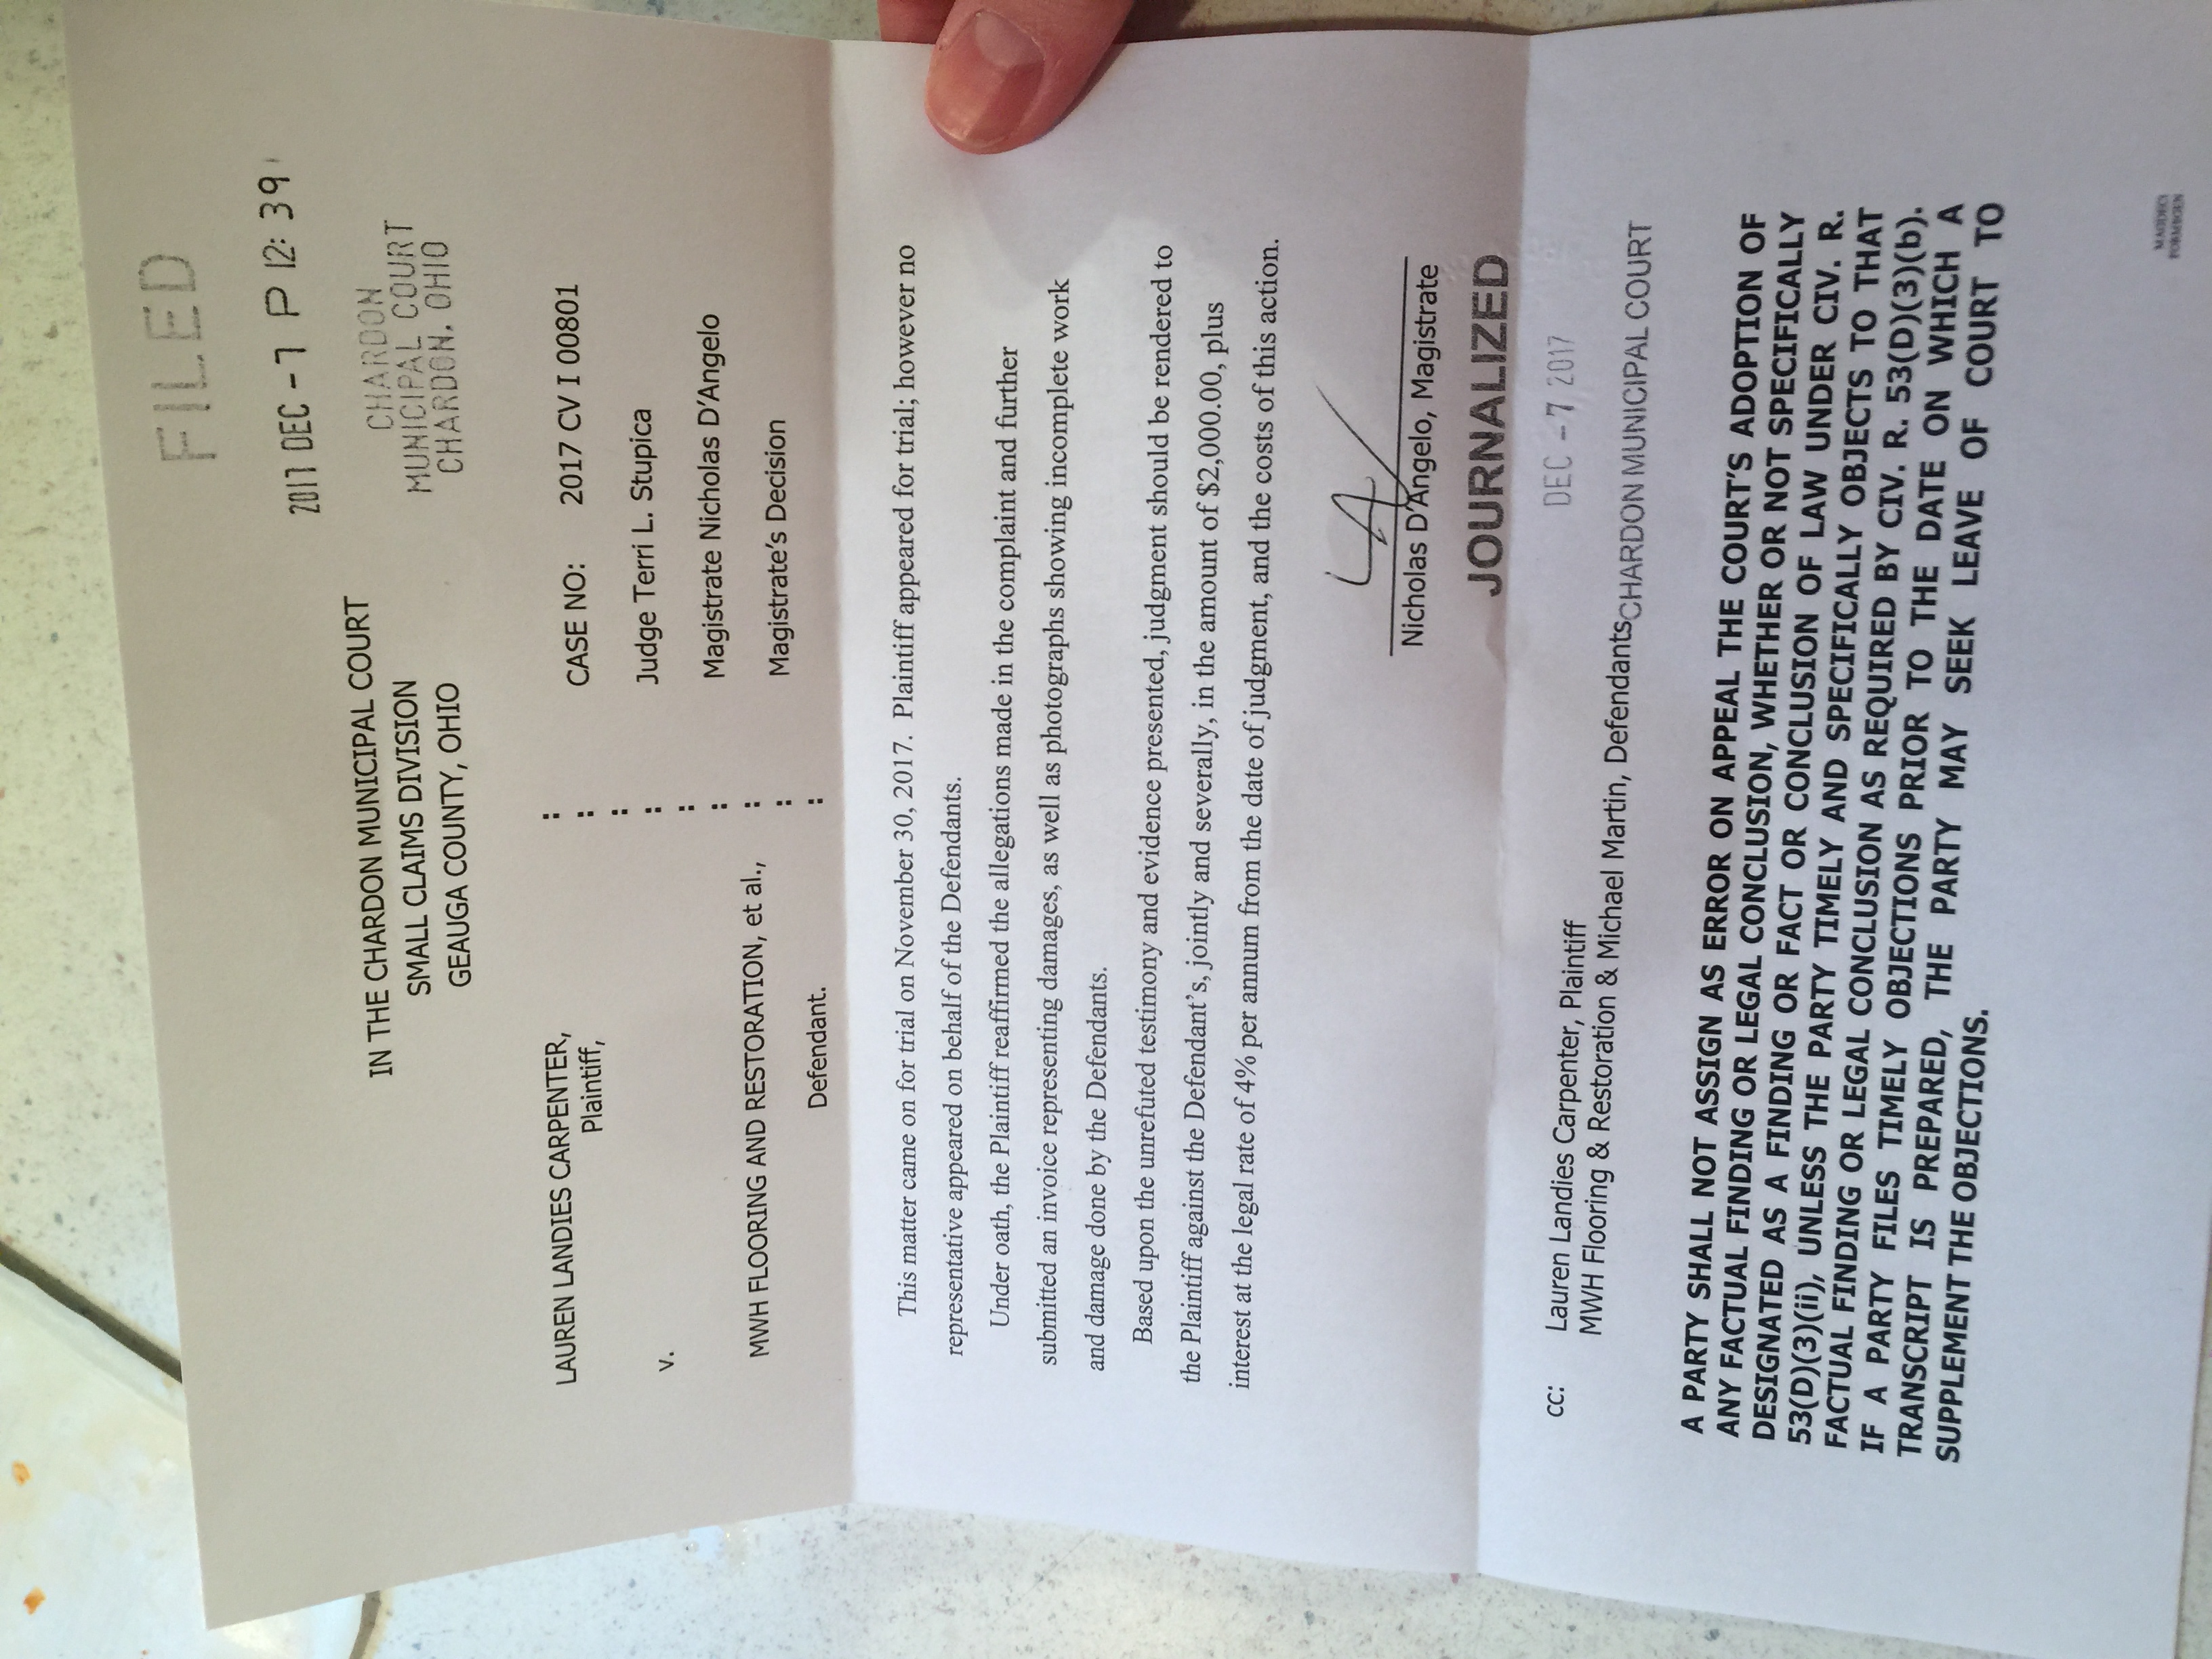 FILED
2017 DEC -7 P 12: 39
IN THE CHARDON MUNICIPAL COURT
SMALL CLAIMS DIVISION
GEAUGA COUNTY, OHIO
CHARDON
MUNICIPAL COURT
CHARDON. OHIO
LAUREN LANDIES CARPENTER,
Plaintiff,
v.
MWH FLOORING AND RESTORATION, et al.,
Defendant.
:
:
:
:
:
:
:
:
:
CASE NO: 2017 CV I 00801
Judge Terri L. Stupica
Magistrate Nicholas D'Angelo
Magistrate's Decision
This matter came on for trial on November 30, 2017. Plaintiff appeared for trial; however no
representative appeared on behalf of the Defendants.
Under oath, the Plaintiff reaffirmed the allegations made in the complaint and further
submitted an invoice representing damages, as well as photographs showing incomplete work
and damage done by the Defendants.
Based upon the unrefuted testimony and evidence presented, judgment should be rendered to
the Plaintiff against the Defendant's, jointly and severally, in the amount of $2,000.00, plus
interest at the legal rate of 4% per annum from the date of judgment, and the costs of this action.
Nicholas D'Angelo, Magistrate
JOURNALIZED
DEC -7 2017
CHARDON MUNICIPAL COURT
cc: Lauren Landies Carpenter, Plaintiff
MWH Flooring & Restoration & Michael Martin, Defendants
A PARTY SHALL NOT ASSIGN AS ERROR ON APPEAL THE COURT'S ADOPTION OF
ANY FACTUAL FINDING OR LEGAL CONCLUSION, WHETHER OR NOT SPECIFICALLY
DESIGNATED AS A FINDING OR FACT OR CONCLUSION OF LAW UNDER CIV. R.
53(D)(3)(ii), UNLESS THE PARTY TIMELY AND SPECIFICALLY OBJECTS TO THAT
FACTUAL FINDING OR LEGAL CONCLUSION AS REQUIRED BY CIV. R. 53(D)(3)(b).
IF A PARTY FILES TIMELY OBJECTIONS PRIOR TO THE DATE ON WHICH A
TRANSCRIPT IS PREPARED, THE PARTY MAY SEEK LEAVE OF COURT TO
SUPPLEMENT THE OBJECTIONS.